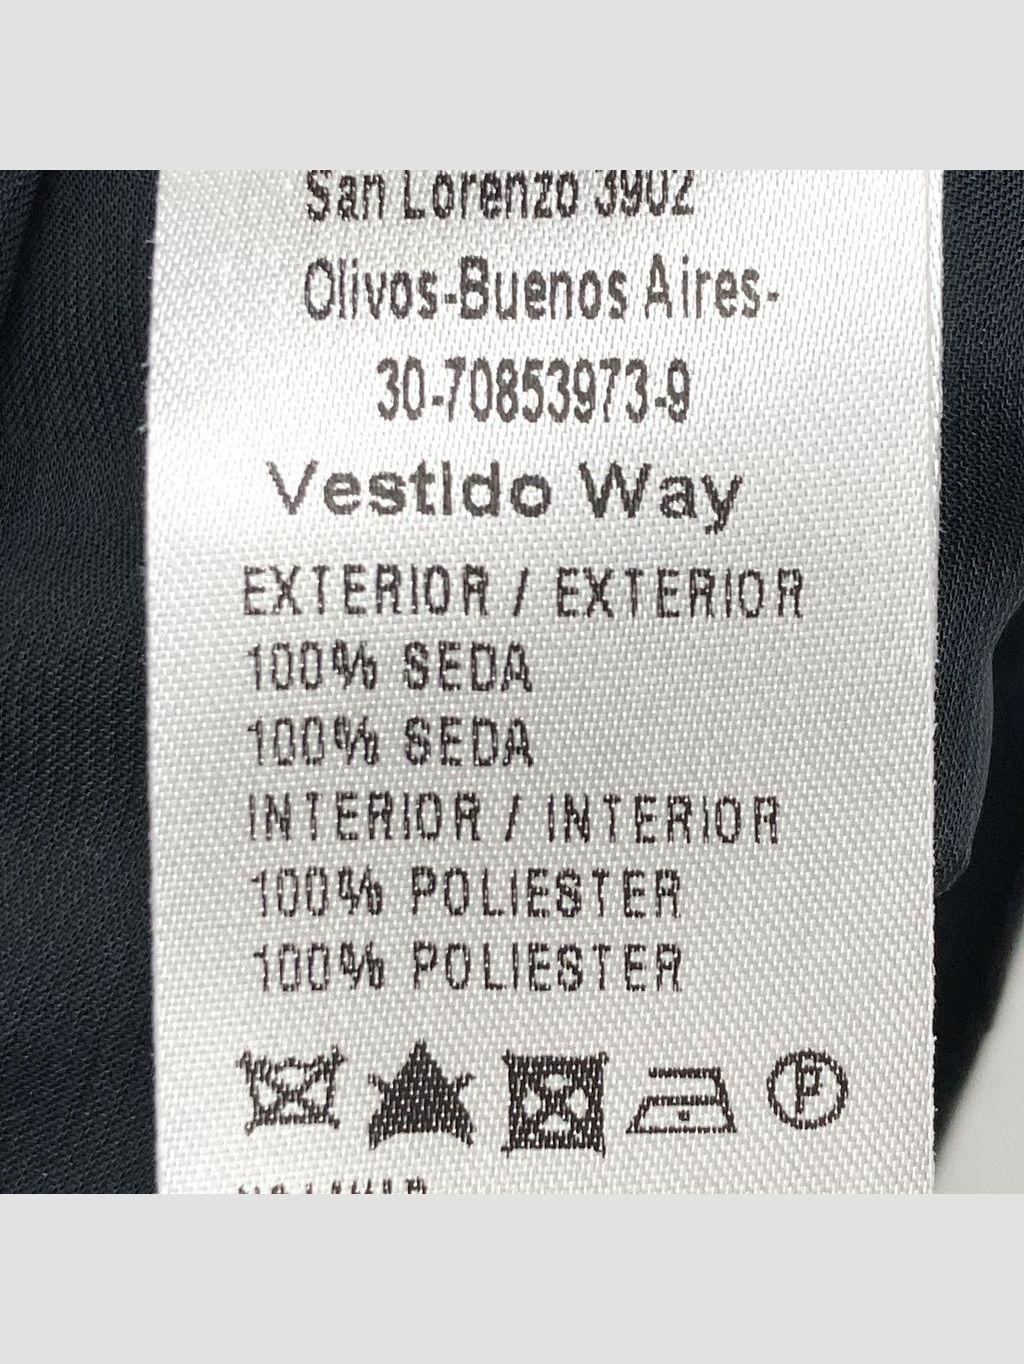 San Lorenzo 3902
Olivos-Buenos Aires-
30-70853973-9
Vestido Way
EXTERIOR / EXTERIOR
100% SEDA
100% SEDA
INTERIOR / INTERIOR
100% POLIESTER
100% POLIESTER
P